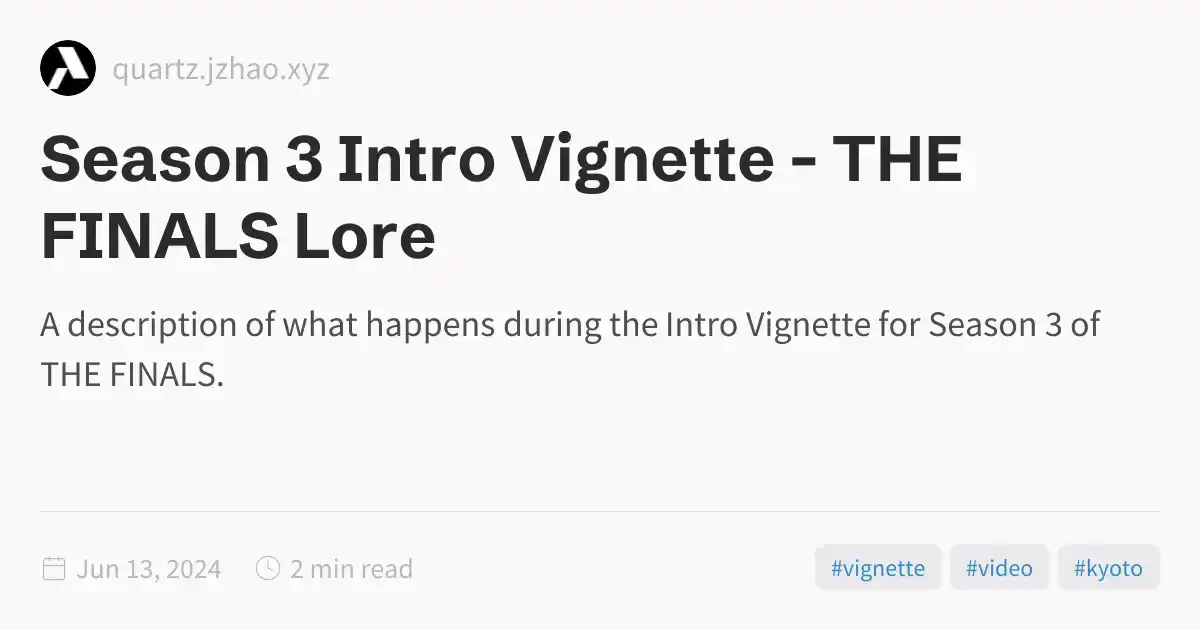 quartz.jzhao.xyz
Season 3 Intro Vignette - THE
FINALS Lore
A description of what happens during the Intro Vignette for Season 3 of
THE FINALS.
Jun 13, 2024 2 min read #vignette #video #kyoto